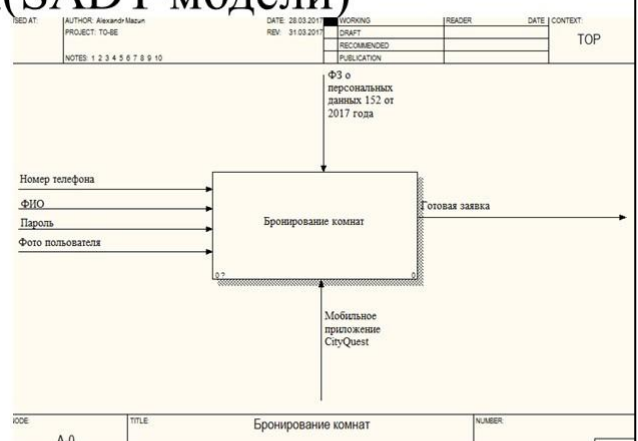 (SADT модели)
SED AT: AUTHOR: Alexandr Mazun DATE: 28.03.2017 WORKING READER DATE CONTEXT:
PROJECT: TO-BE REV: 31.03.2017 DRAFT TOP
RECOMMENDED
NOTES: 1 2 3 4 5 6 7 8 9 10 PUBLICATION
ФЗ о
персональных
данных 152 от
2017 года
Номер телефона
ФИО
Пароль
Фото пользвателя
Бронирование комнат
Готовая заявка
0 ? 0
Мобильное
приложение
CityQuest
NODE: TITLE: Бронирование комнат NUMBER:
A-0